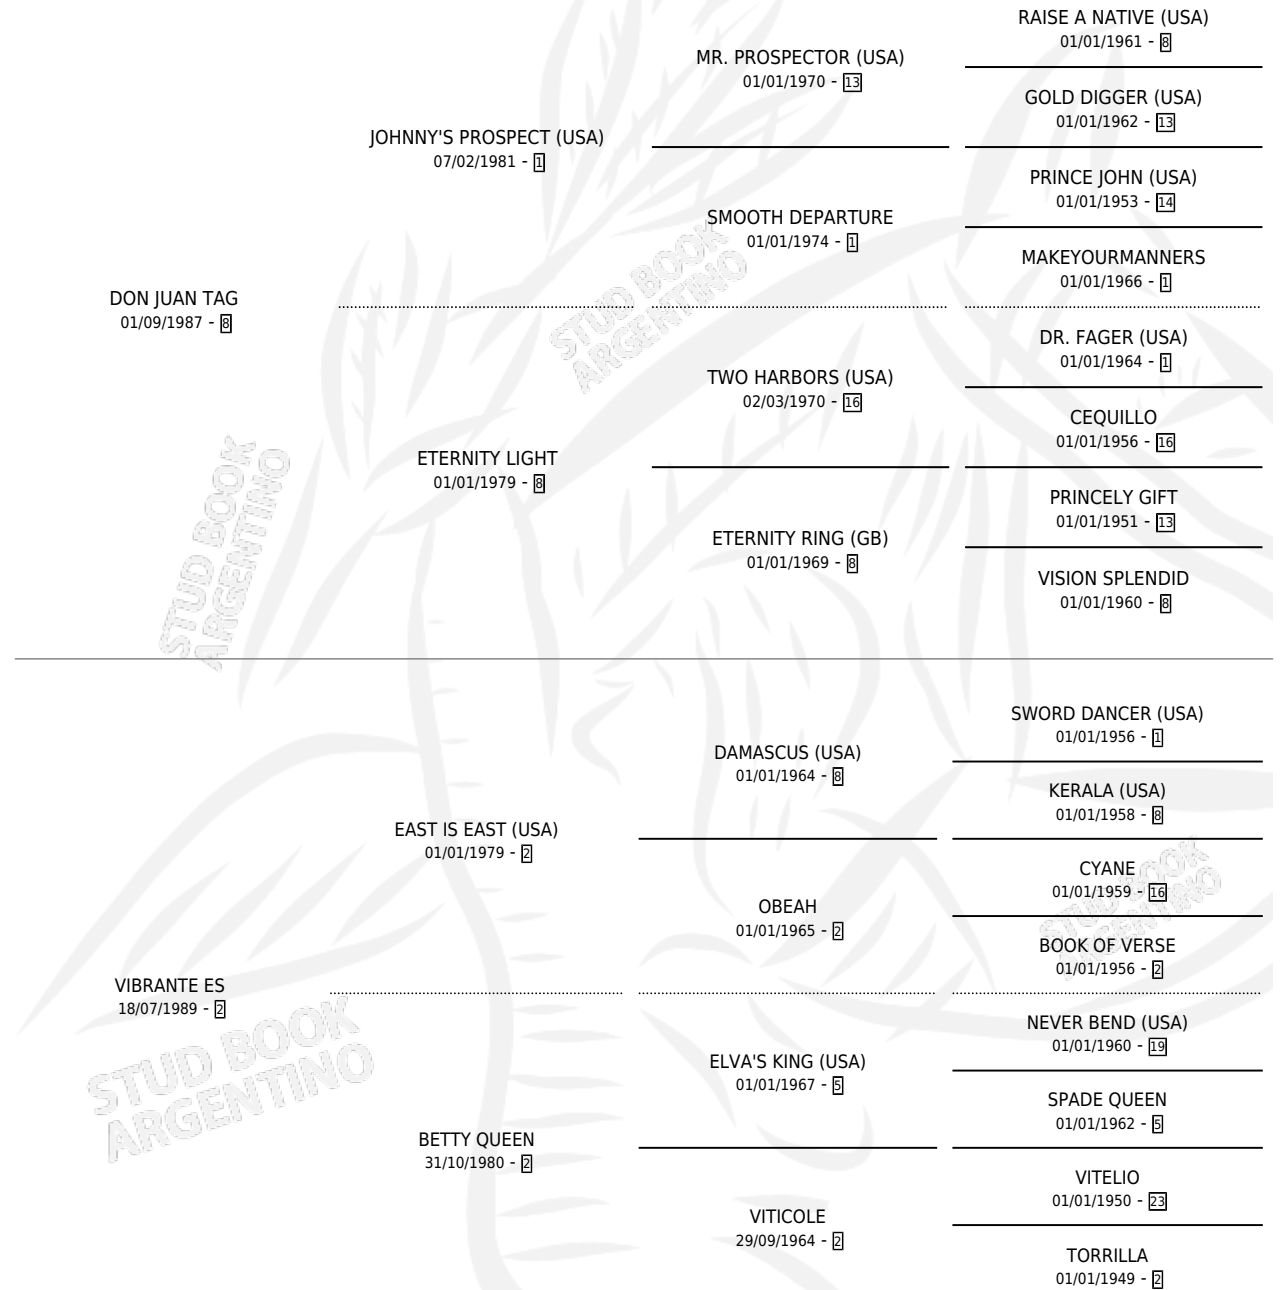 RAISE A NATIVE (USA)
01/01/1961 - 8
MR. PROSPECTOR (USA)
01/01/1970 - 13
GOLD DIGGER (USA)
01/01/1962 - 13
JOHNNY'S PROSPECT (USA)
07/02/1981 - 1
PRINCE JOHN (USA)
01/01/1953 - 14
SMOOTH DEPARTURE
01/01/1974 - 1
MAKEYOURMANNERS
01/01/1966 - 1
DON JUAN TAG
01/09/1987 - 8
STUD BOOK
ARGENTINO
DR. FAGER (USA)
01/01/1964 - 1
TWO HARBORS (USA)
02/03/1970 - 16
CEQUILLO
01/01/1956 - 16
ETERNITY LIGHT
01/01/1979 - 8
PRINCELY GIFT
01/01/1951 - 13
ETERNITY RING (GB)
01/01/1969 - 8
VISION SPLENDID
01/01/1960 - 8
STUD BOOK
ARGENTINO
SWORD DANCER (USA)
01/01/1956 - 1
DAMASCUS (USA)
01/01/1964 - 8
KERALA (USA)
01/01/1958 - 8
EAST IS EAST (USA)
01/01/1979 - 2
CYANE
01/01/1959 - 16
OBEAH
01/01/1965 - 2
STUD BOOK
ARGENTINO
BOOK OF VERSE
01/01/1956 - 2
VIBRANTE ES
18/07/1989 - 2
STUD BOOK
ARGENTINO
NEVER BEND (USA)
01/01/1960 - 19
ELVA'S KING (USA)
01/01/1967 - 5
SPADE QUEEN
01/01/1962 - 5
BETTY QUEEN
31/10/1980 - 2
VITELIO
01/01/1950 - 23
VITICOLE
29/09/1964 - 2
TORRILLA
01/01/1949 - 2